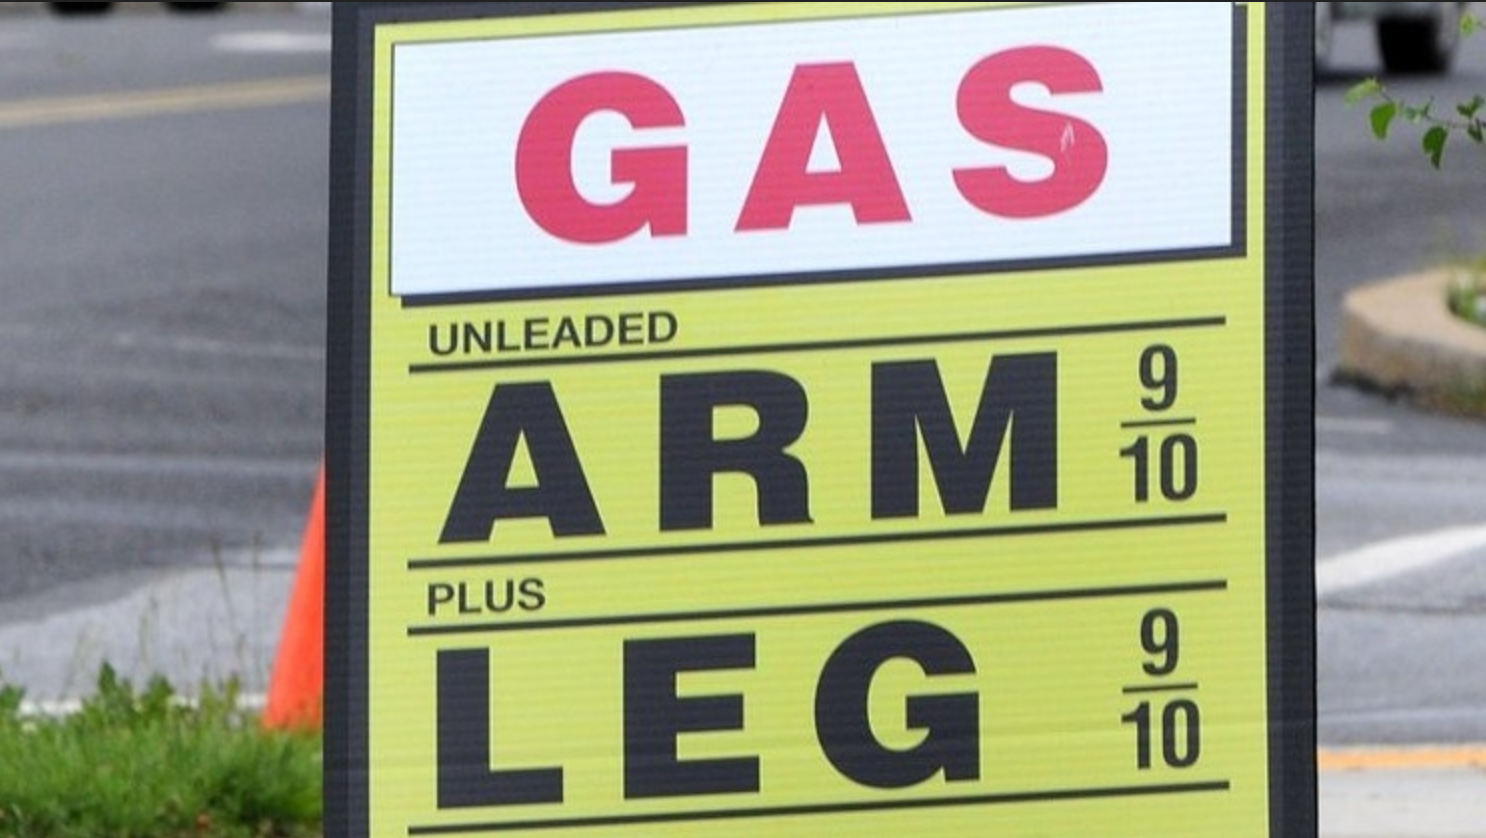 GAS
UNLEADED
ARM 9/10
PLUS
LEG 9/10